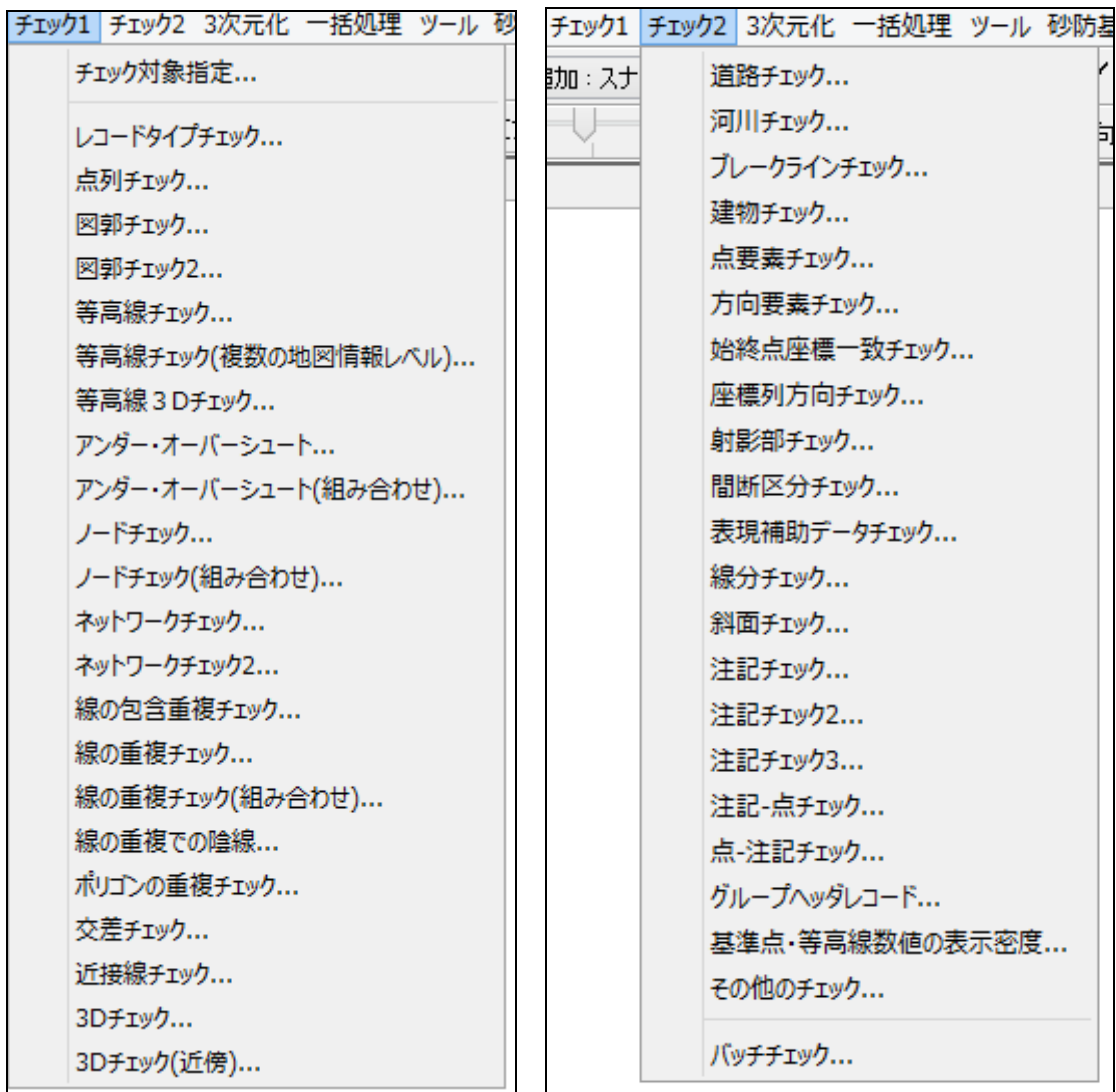 チェック1 チェック2 3次元化 一括処理 ツール 砂
チェック対象指定...
レコードタイプチェック...
点列チェック...
図郭チェック...
図郭チェック2...
等高線チェック...
等高線チェック(複数の地図情報レベル)...
等高線３Dチェック...
アンダー・オーバーシュート...
アンダー・オーバーシュート(組み合わせ)...
ノードチェック...
ノードチェック(組み合わせ)...
ネットワークチェック...
ネットワークチェック2...
線の包含重複チェック...
線の重複チェック...
線の重複チェック(組み合わせ)...
線の重複での陰線...
ポリゴンの重複チェック...
交差チェック...
近接線チェック...
3Dチェック...
3Dチェック(近傍)...
チェック1 チェック2 3次元化 一括処理 ツール 砂防基
追加：スナ
道路チェック...
河川チェック...
ブレークラインチェック...
建物チェック...
点要素チェック...
方向要素チェック...
始終点座標一致チェック...
座標列方向チェック...
射影部チェック...
間断区分チェック...
表現補助データチェック...
線分チェック...
斜面チェック...
注記チェック...
注記チェック2...
注記チェック3...
注記-点チェック...
点-注記チェック...
グループヘッダレコード...
基準点・等高線数値の表示密度...
その他のチェック...
バッチチェック...